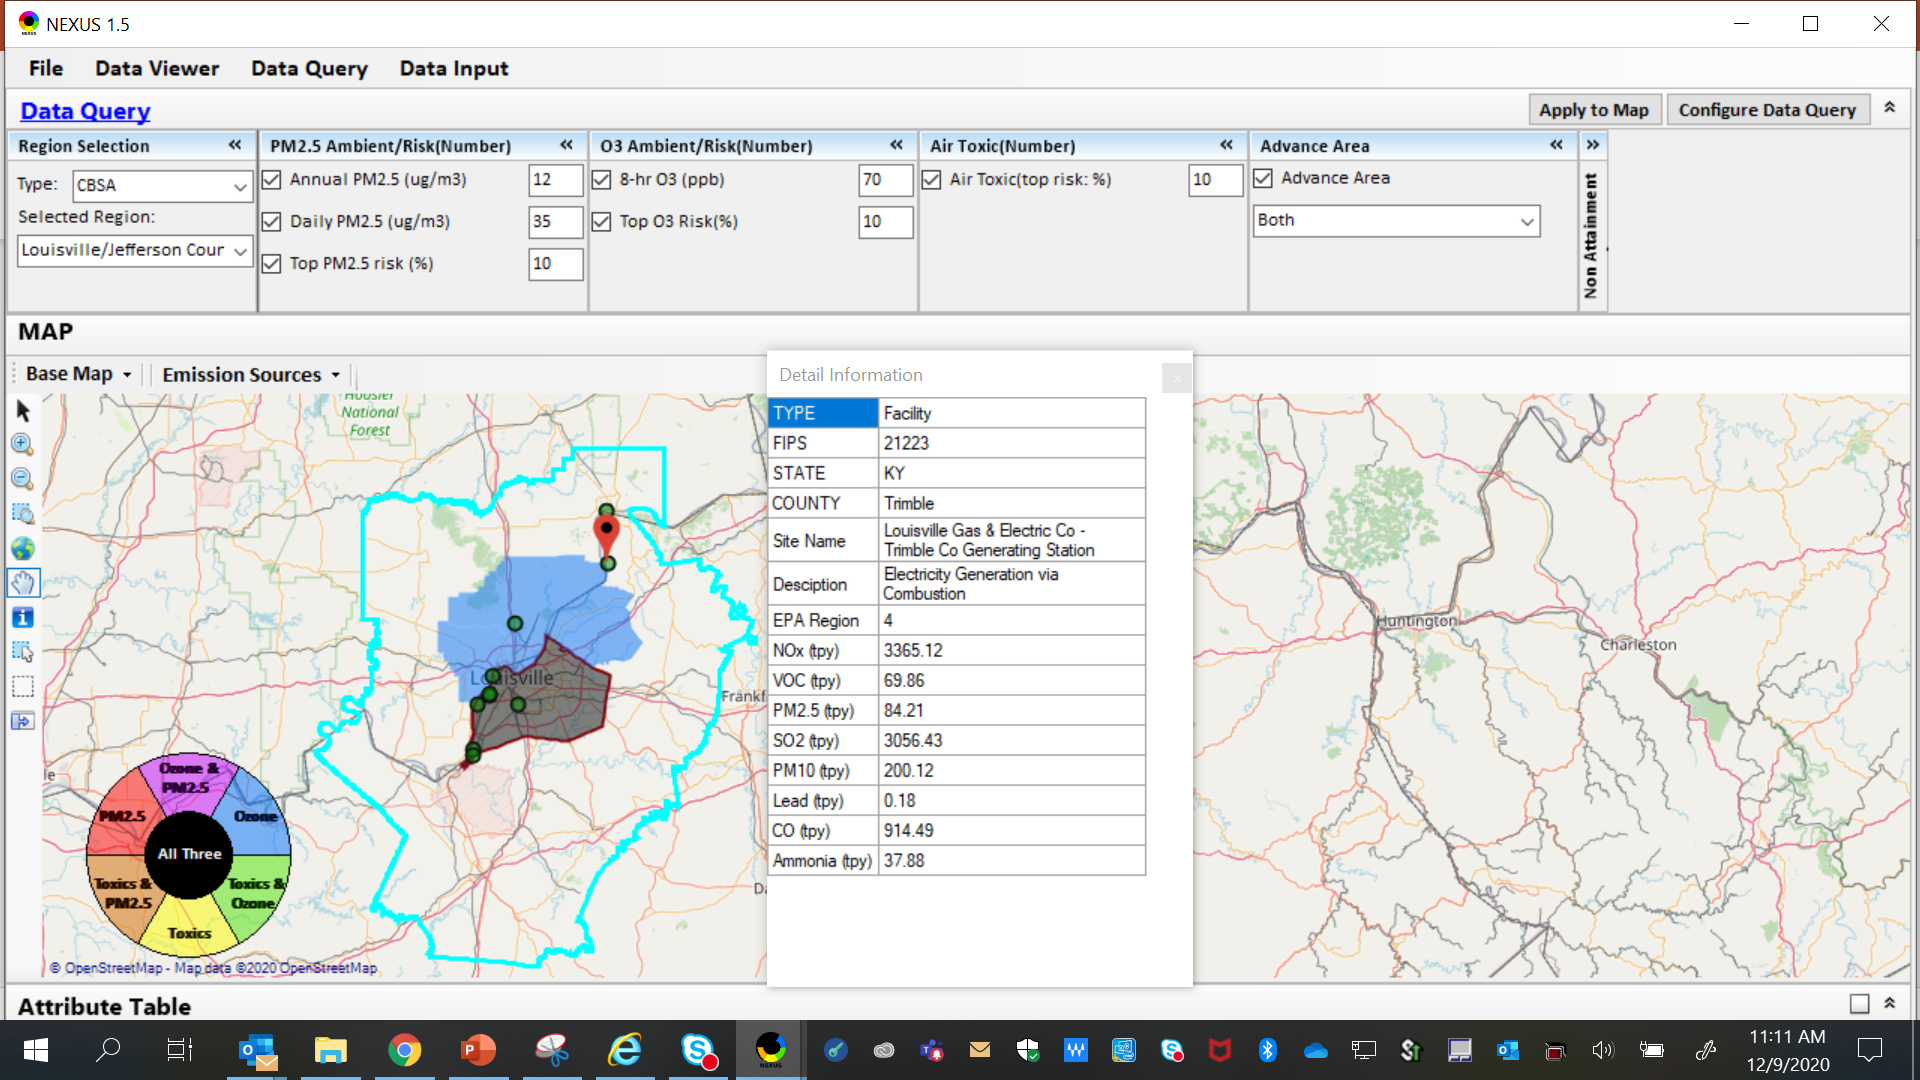 NEXUS 1.5
File Data Viewer Data Query Data Input
Data Query
Apply to Map Configure Data Query
Region Selection
Type: CBSA
Selected Region:
Louisville/Jefferson Cour
PM2.5 Ambient/Risk(Number)
Annual PM2.5 (ug/m3) 12
Daily PM2.5 (ug/m3) 35
Top PM2.5 risk (%) 10
O3 Ambient/Risk(Number)
8-hr O3 (ppb) 70
Top O3 Risk(%) 10
Air Toxic(Number)
Air Toxic(top risk: %) 10
Advance Area
Advance Area
Both
Non Attainment
MAP
Base Map Emission Sources
Hoosier
National
Forest
Louisville
Frankf
Huntington
Charleston
le
Da
Ozone &
PM2.5
PM2.5
Ozone
All Three
Toxics &
PM2.5
Toxics &
Ozone
Toxics
© OpenStreetMap - Map data ©2020 OpenStreetMap
Detail Information
TYPE Facility
FIPS 21223
STATE KY
COUNTY Trimble
Site Name Louisville Gas & Electric Co -
Trimble Co Generating Station
Desciption Electricity Generation via
Combustion
EPA Region 4
NOx (tpy) 3365.12
VOC (tpy) 69.86
PM2.5 (tpy) 84.21
SO2 (tpy) 3056.43
PM10 (tpy) 200.12
Lead (tpy) 0.18
CO (tpy) 914.49
Ammonia (tpy) 37.88
Attribute Table
11:11 AM
12/9/2020